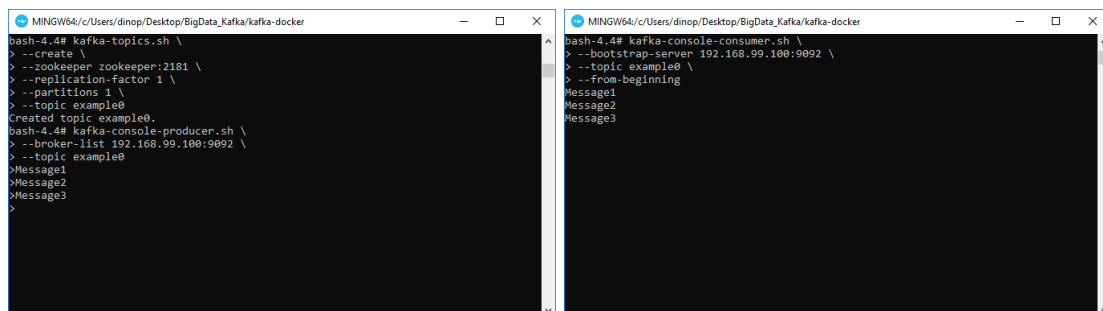 MINGW64:/c/Users/dinop/Desktop/BigData_Kafka/kafka-docker
bash-4.4# kafka-topics.sh \
> --create \
> --zookeeper zookeeper:2181 \
> --replication-factor 1 \
> --partitions 1 \
> --topic example0
Created topic example0.
bash-4.4# kafka-console-producer.sh \
> --broker-list 192.168.99.100:9092 \
> --topic example0
>Message1
>Message2
>Message3
>
MINGW64:/c/Users/dinop/Desktop/BigData_Kafka/kafka-docker
bash-4.4# kafka-console-consumer.sh \
> --bootstrap-server 192.168.99.100:9092 \
> --topic example0 \
> --from-beginning
Message1
Message2
Message3